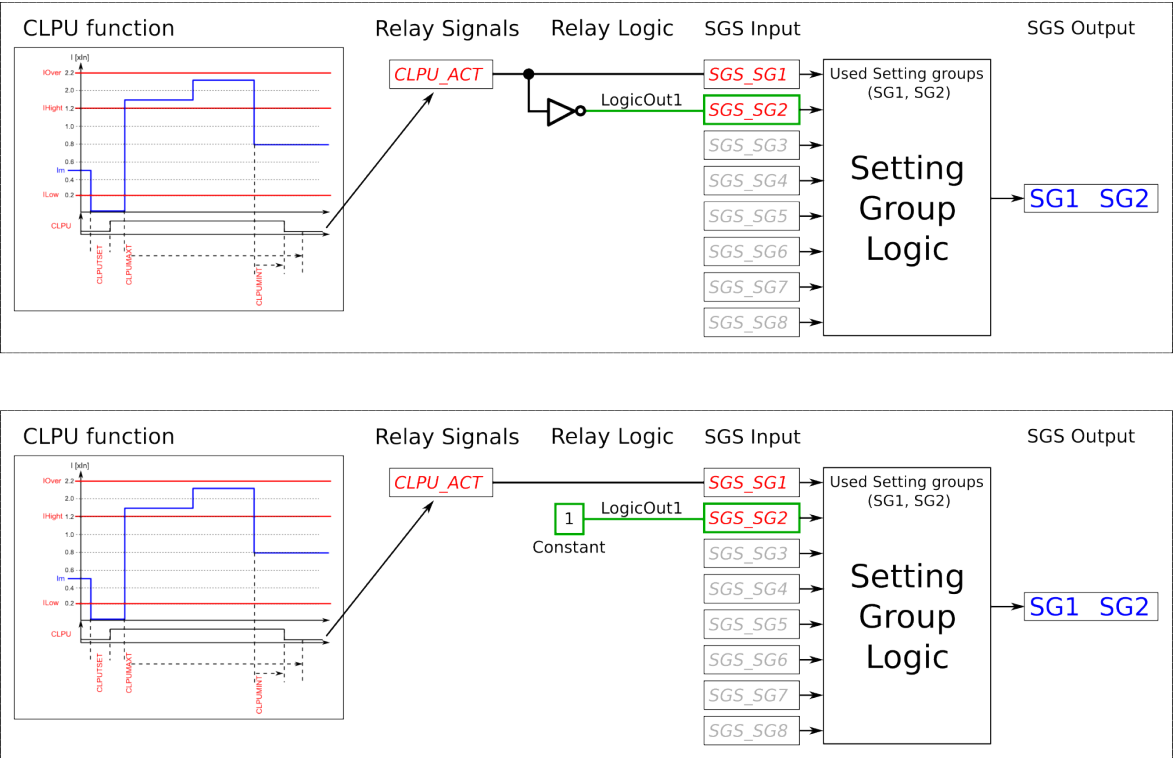 CLPU function
Relay Signals
Relay Logic
SGS Input
SGS Output
I [xIn]
IOver 2.2
2.0
IHight 1.2
1.0
0.8
0.6
Im
0.4
ILow 0.2
CLPU
CLPUTSET
CLPUMAXT
CLPUMINT
CLPU_ACT
LogicOut1
SGS_SG1
SGS_SG2
SGS_SG3
SGS_SG4
SGS_SG5
SGS_SG6
SGS_SG7
SGS_SG8
Used Setting groups
(SG1, SG2)
Setting
Group
Logic
SG1 SG2
CLPU function
Relay Signals
Relay Logic
SGS Input
SGS Output
I [xIn]
IOver 2.2
2.0
IHight 1.2
1.0
0.8
0.6
Im
0.4
ILow 0.2
CLPU
CLPUTSET
CLPUMAXT
CLPUMINT
CLPU_ACT
1
LogicOut1
Constant
SGS_SG1
SGS_SG2
SGS_SG3
SGS_SG4
SGS_SG5
SGS_SG6
SGS_SG7
SGS_SG8
Used Setting groups
(SG1, SG2)
Setting
Group
Logic
SG1 SG2